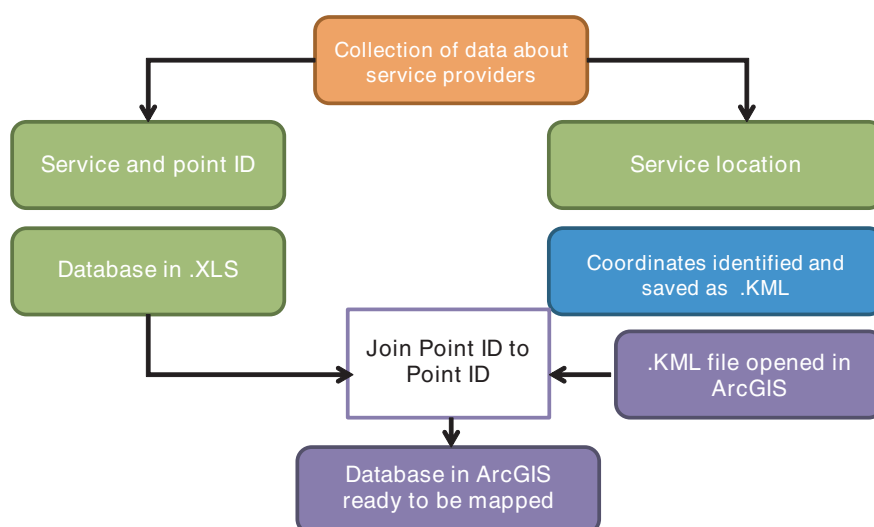 Collection of data about
service providers
Service and point ID
Service location
Database in .XLS
Coordinates identified and
saved as .KML
Join Point ID to
Point ID
.KML file opened in
ArcGIS
Database in ArcGIS
ready to be mapped